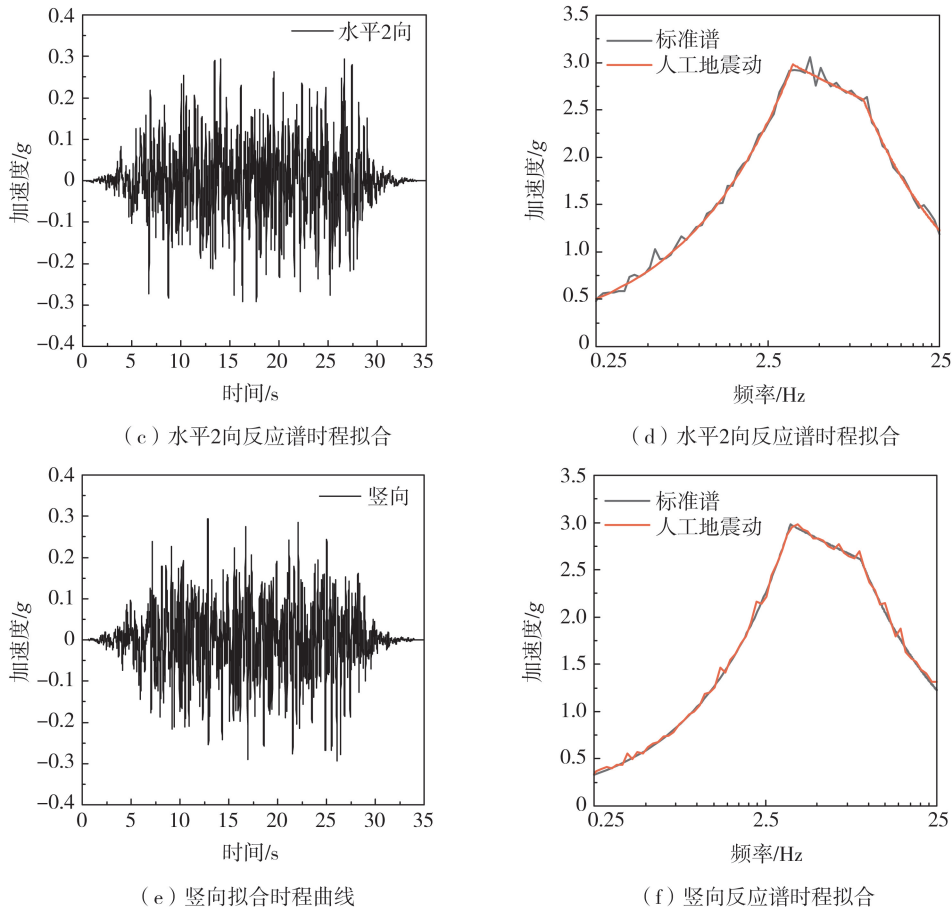 0.4
0.3
0.2
0.1
0
–0.1
–0.2
–0.3
–0.4
加速度/g
水平2向
0 5 10 15 20 25 30 35
时间/s
（c）水平2向反应谱时程拟合
3.5
3.0
2.5
2.0
1.5
1.0
0.5
0
加速度/g
标准谱
人工地震动
0.25 2.5 25
频率/Hz
（d）水平2向反应谱时程拟合
0.4
0.3
0.2
0.1
0
–0.1
–0.2
–0.3
–0.4
加速度/g
竖向
0 5 10 15 20 25 30 35
时间/s
（e）竖向拟合时程曲线
3.5
3.0
2.5
2.0
1.5
1.0
0.5
0
加速度/g
标准谱
人工地震动
0.25 2.5 25
频率/Hz
（f）竖向反应谱时程拟合